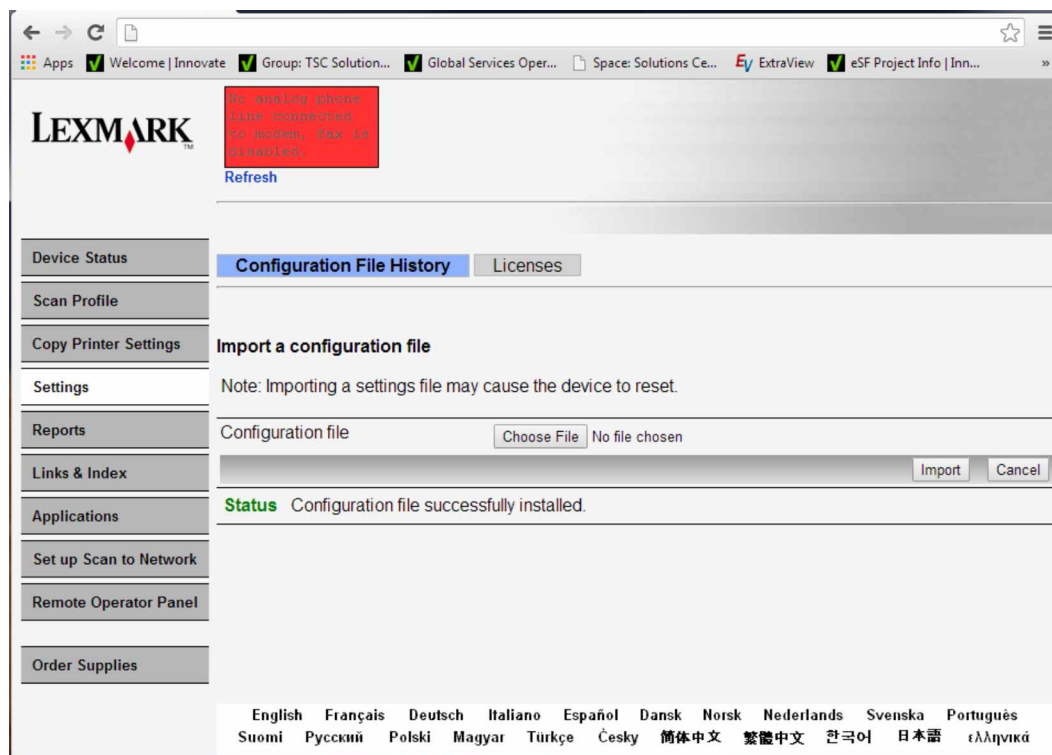 Apps Welcome | Innovate Group: TSC Solution... Global Services Oper... Space: Solutions Ce... EV ExtraView eSF Project Info | Inn... »
LEXMARK™
No analog phone
line connected
to modem, fax is
disabled.
Refresh
Device Status
Scan Profile
Copy Printer Settings
Settings
Reports
Links & Index
Applications
Set up Scan to Network
Remote Operator Panel
Order Supplies
Configuration File History Licenses
Import a configuration file
Note: Importing a settings file may cause the device to reset.
Configuration file Choose File No file chosen
Import Cancel
Status Configuration file successfully installed.
English Français Deutsch Italiano Español Dansk Norsk Nederlands Svenska Português
Suomi Русский Polski Magyar Türkçe Česky 简体中文 繁體中文 한국어 日本語 ελληνικά